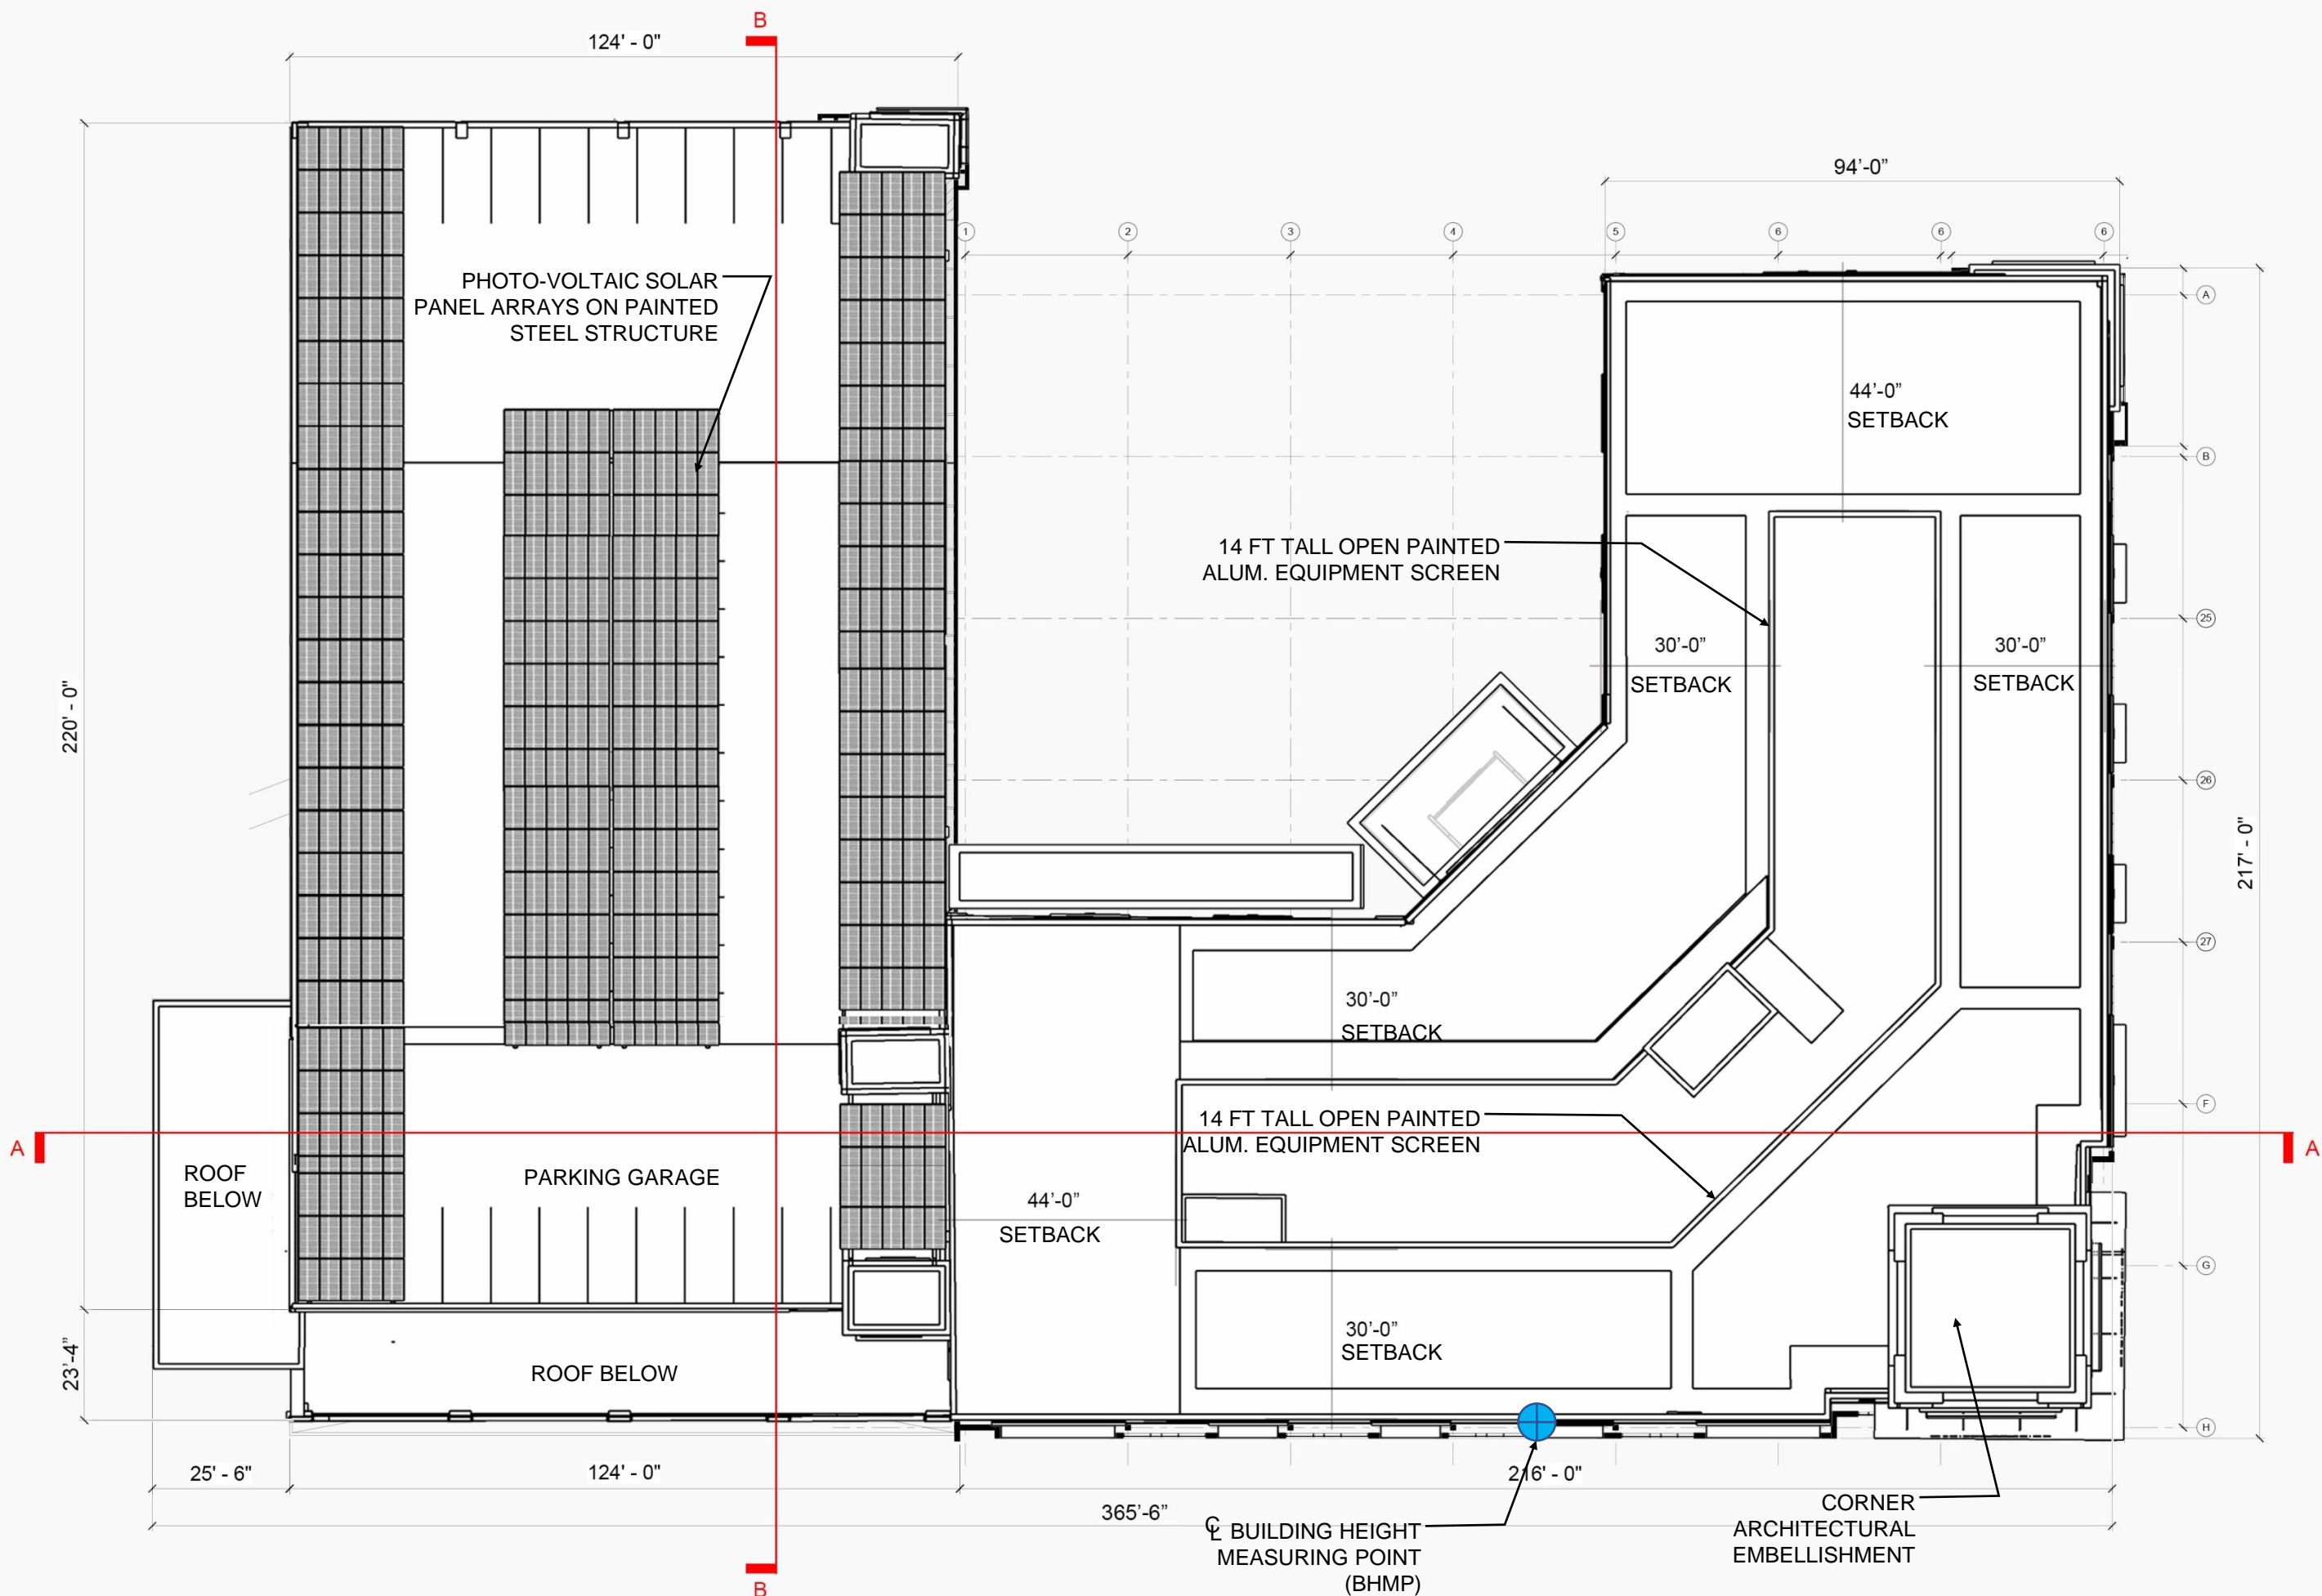 B
124' - 0"
94'-0”
1
2
3
4
5
6
6
6
PHOTO-VOLTAIC SOLAR
PANEL ARRAYS ON PAINTED
STEEL STRUCTURE
A
44’-0”
SETBACK
B
14 FT TALL OPEN PAINTED
ALUM. EQUIPMENT SCREEN
25
30’-0”
SETBACK
30’-0”
SETBACK
220' - 0"
26
217' - 0"
27
30’-0”
SETBACK
F
14 FT TALL OPEN PAINTED
ALUM. EQUIPMENT SCREEN
A
A
ROOF
BELOW
PARKING GARAGE
44’-0”
SETBACK
G
30’-0”
SETBACK
23’-4”
ROOF BELOW
H
25' - 6"
124' - 0"
216' - 0"
365’-6”
℄ BUILDING HEIGHT
MEASURING POINT
(BHMP)
CORNER
ARCHITECTURAL
EMBELLISHMENT
B